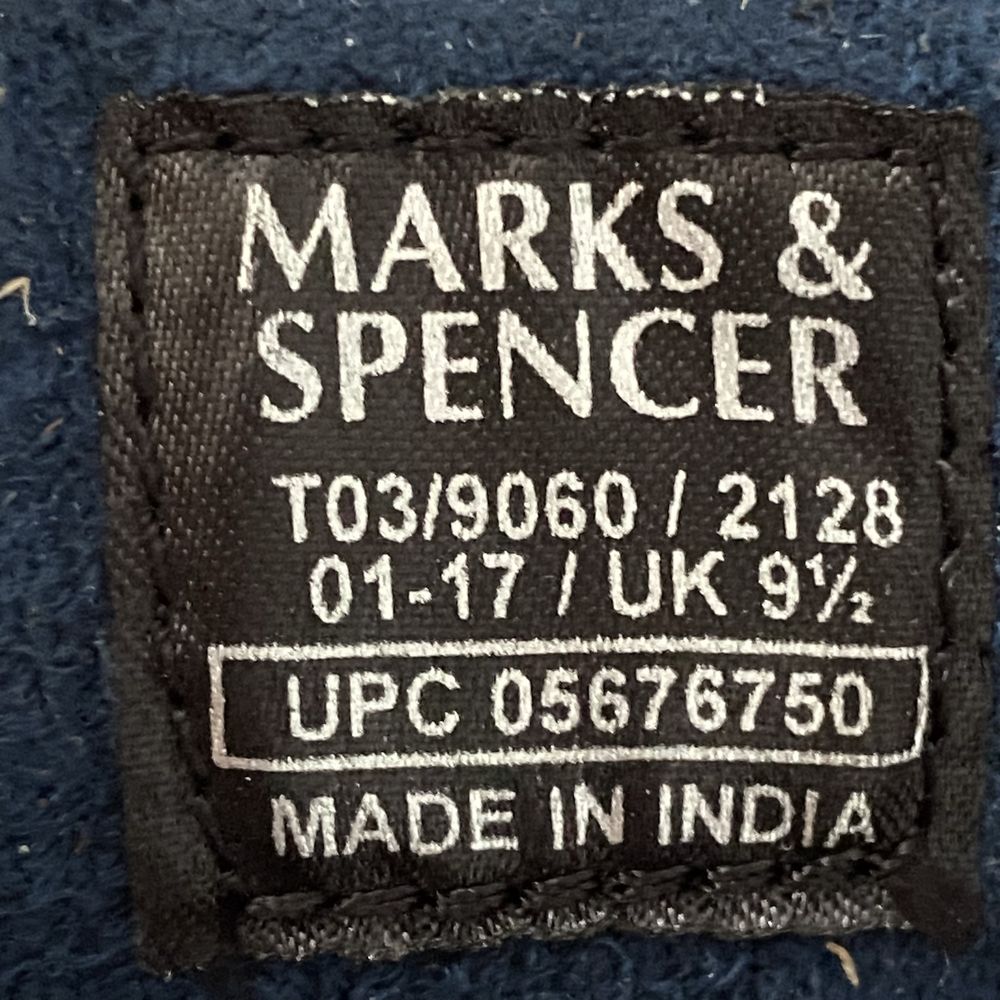 MARKS &
SPENCER
T03/9060 / 2128
01-17 / UK 9½
UPC 05676750
MADE IN INDIA